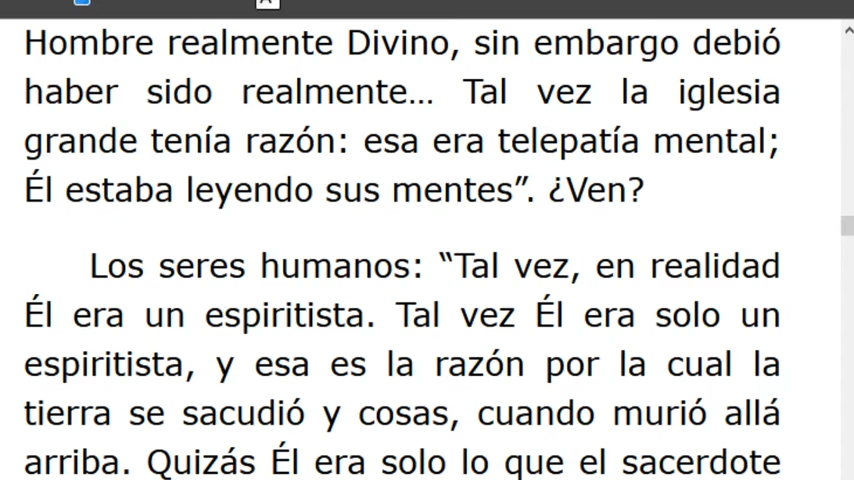 Hombre realmente Divino, sin embargo debió
haber sido realmente… Tal vez la iglesia
grande tenía razón: esa era telepatía mental;
Él estaba leyendo sus mentes”. ¿Ven?
Los seres humanos: “Tal vez, en realidad
Él era un espiritista. Tal vez Él era solo un
espiritista, y esa es la razón por la cual la
tierra se sacudió y cosas, cuando murió allá
arriba. Quizás Él era solo lo que el sacerdote